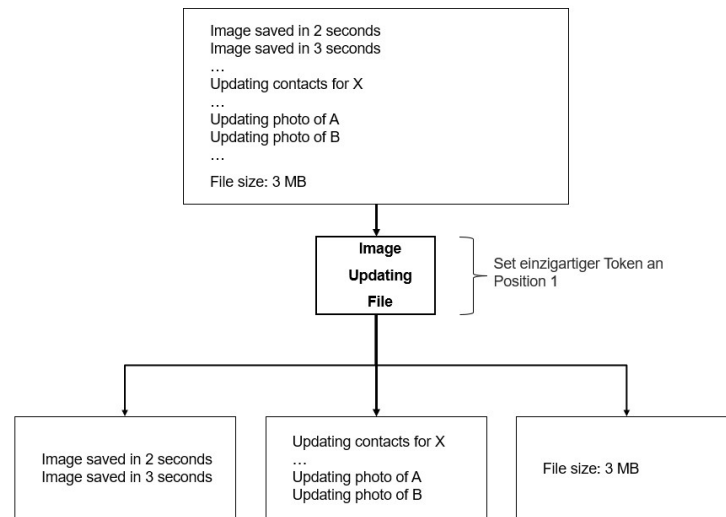 Image saved in 2 seconds
Image saved in 3 seconds
...
Updating contacts for X
...
Updating photo of A
Updating photo of B
...
File size: 3 MB
Image
Updating
File
Set einzigartiger Token an
Position 1
Image saved in 2 seconds
Image saved in 3 seconds
Updating contacts for X
...
Updating photo of A
Updating photo of B
File size: 3 MB